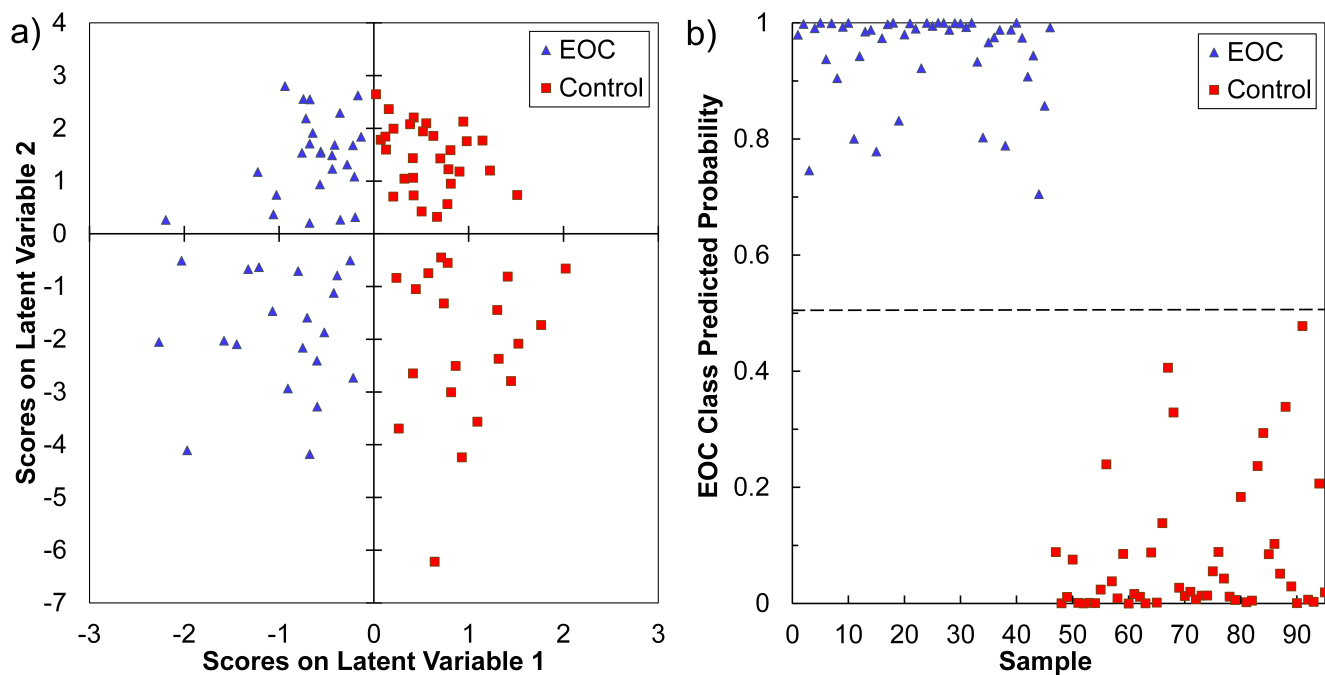 a)
EOC
Control
4
3
2
1
0
-1
-2
-3
-4
-5
-6
-7
Scores on Latent Variable 2
-3 -2 -1 0 1 2 3
Scores on Latent Variable 1
b)
EOC
Control
1
0.8
0.6
0.4
0.2
0
EOC Class Predicted Probability
0 10 20 30 40 50 60 70 80 90
Sample